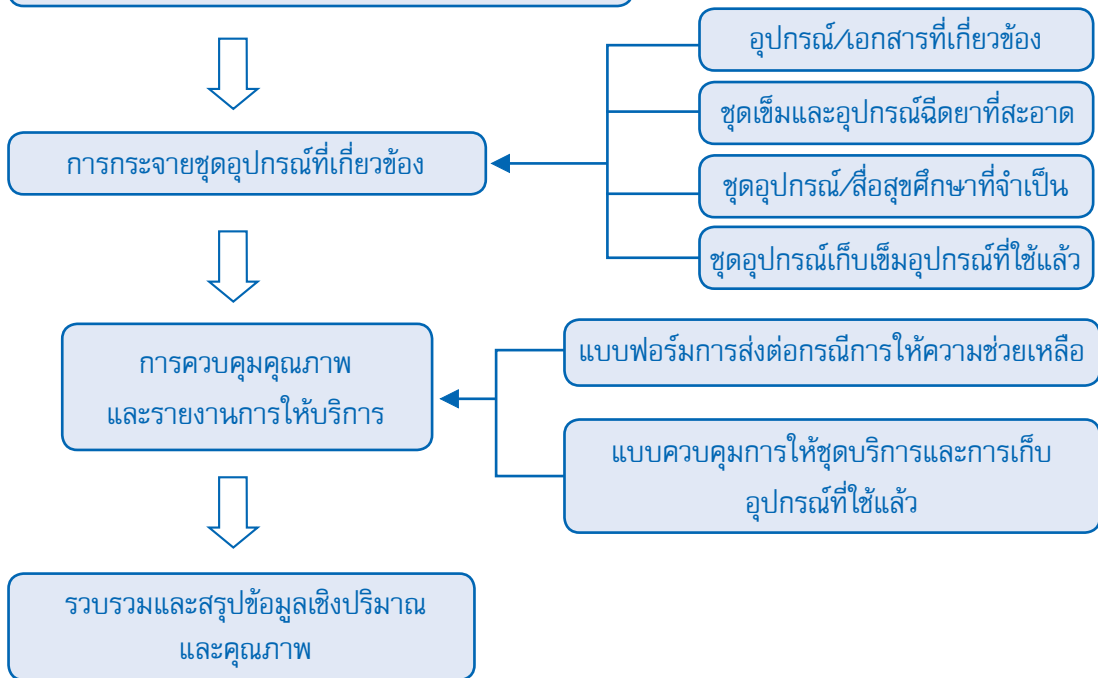 อุปกรณ์/เอกสารที่เกี่ยวข้อง
ชุดเข็มและอุปกรณ์ฉีดยาที่สะอาด
การกระจายชุดอุปกรณ์ที่เกี่ยวข้อง
ชุดอุปกรณ์/สื่อสุขศึกษาที่จำเป็น
ชุดอุปกรณ์เก็บเข็มอุปกรณ์ที่ใช้แล้ว
แบบฟอร์มการส่งต่อกรณีการให้ความช่วยเหลือ
การควบคุมคุณภาพ
และรายงานการให้บริการ
แบบควบคุมการให้ชุดบริการและการเก็บ
อุปกรณ์ที่ใช้แล้ว
รวบรวมและสรุปข้อมูลเชิงปริมาณ
และคุณภาพ